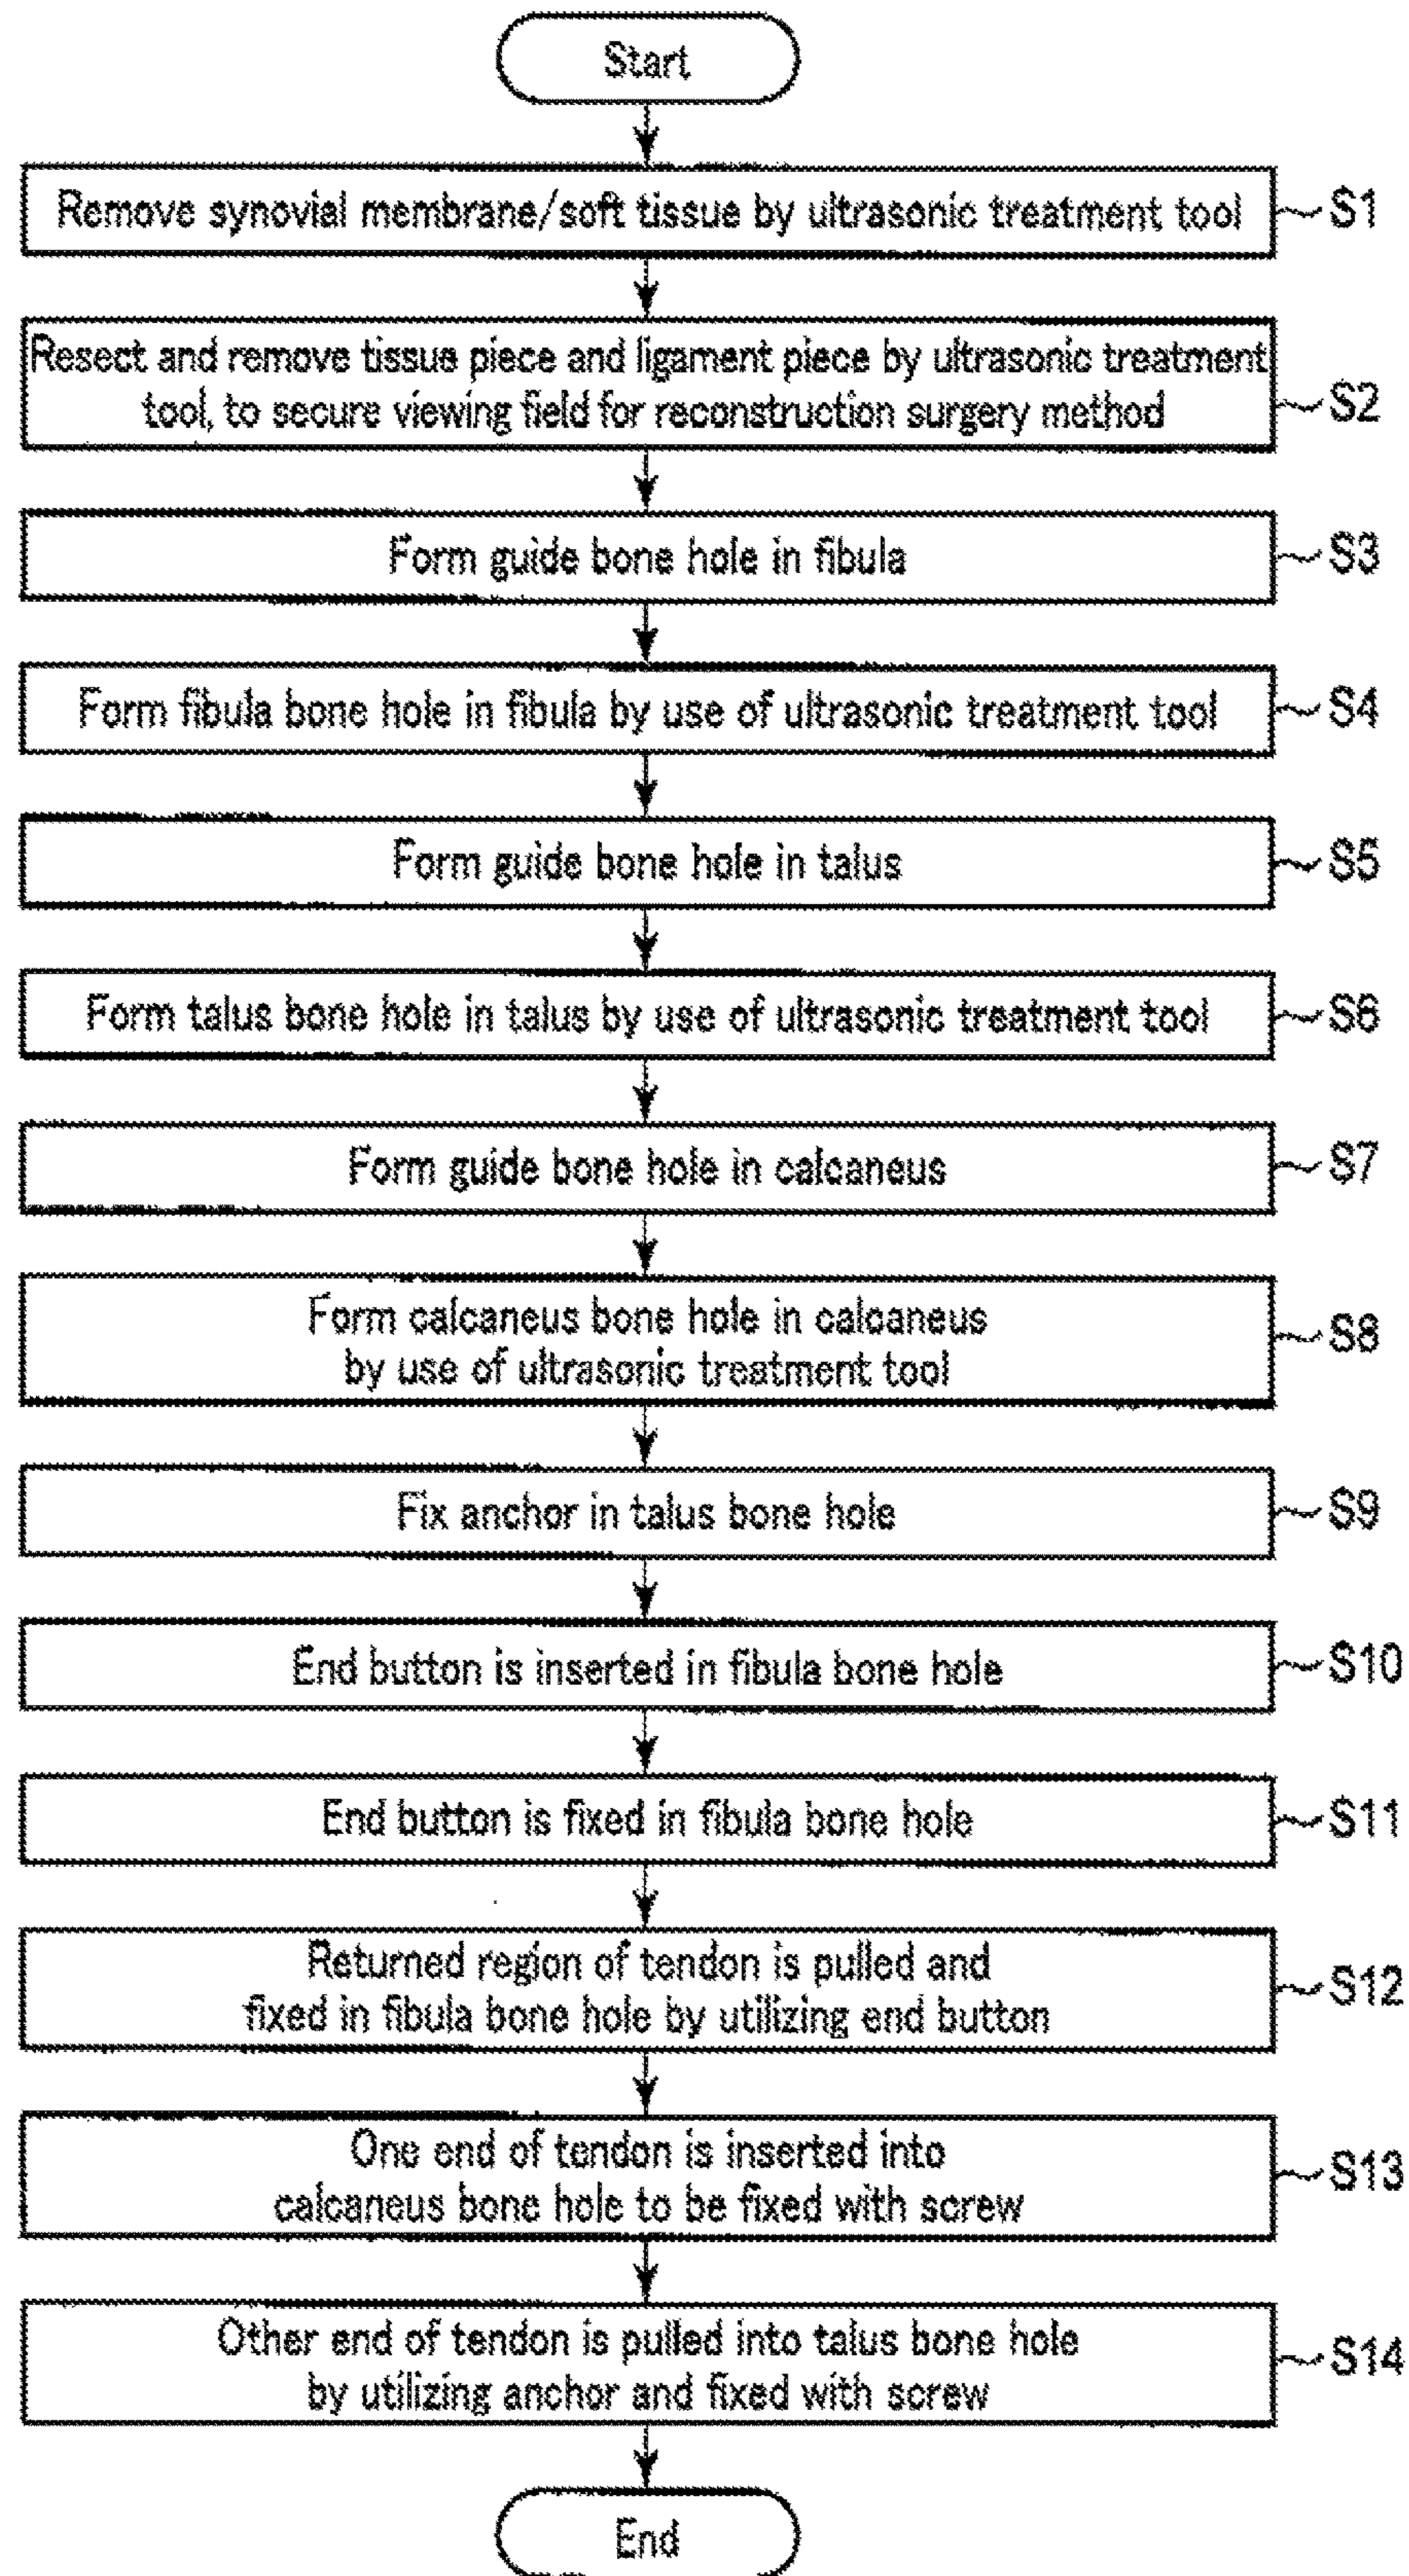 Start
Remove synovial membrane/soft tissue by ultrasonic treatment tool
S1
Resect and remove tissue piece and ligament piece by ultrasonic treatment
tool, to secure viewing field for reconstruction surgery method
S2
Form guide bone hole in fibula
S3
Form fibula bone hole in fibula by use of ultrasonic treatment tool
S4
Form guide bone hole in talus
S5
Form talus bone hole in talus by use of ultrasonic treatment tool
S6
Form guide bone hole in calcaneus
S7
Form calcaneus bone hole in calcaneus
by use of ultrasonic treatment tool
S8
Fix anchor in talus bone hole
S9
End button is inserted in fibula bone hole
S10
End button is fixed in fibula bone hole
S11
Returned region of tendon is pulled and
fixed in fibula bone hole by utilizing end button
S12
One end of tendon is inserted into
calcaneus bone hole to be fixed with screw
S13
Other end of tendon is pulled into talus bone hole
by utilizing anchor and fixed with screw
S14
End